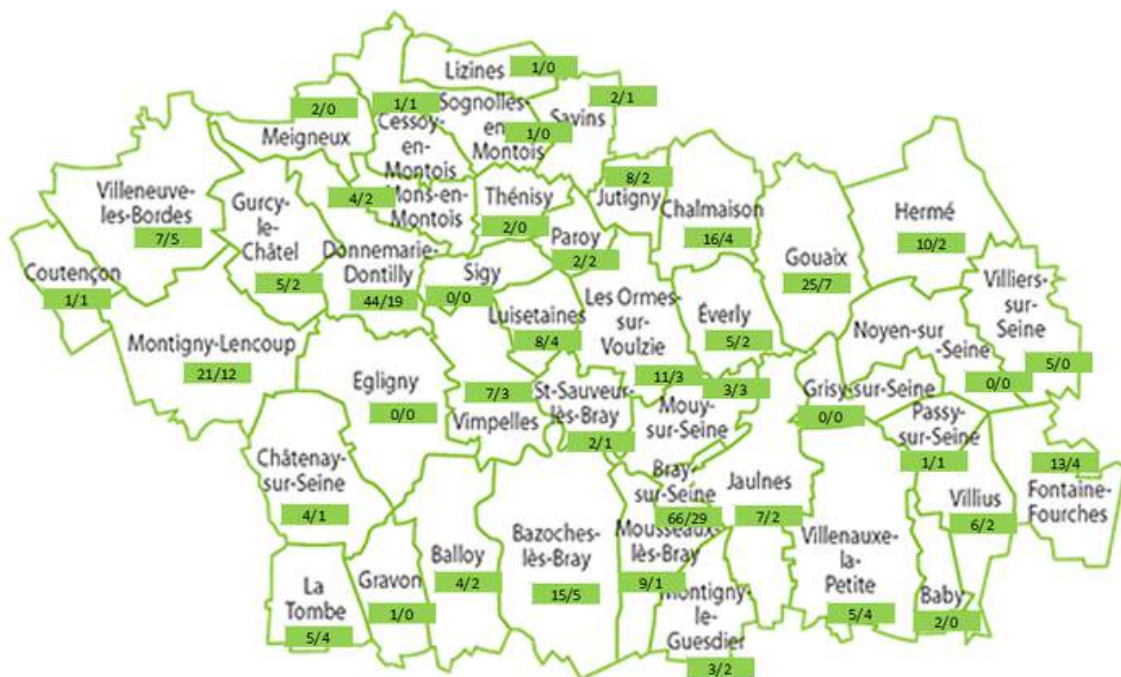 Lizines
1/0
2/0
Meigneux
1/1
Cessoy-
en-
Montois
Sognolles-
en-
Montois
1/0
2/1
Savins
Villeneuve-
les-Bordes
7/5
Gurcy-
le-
Châtel
5/2
4/2
Mons-en-
Montois
Thénisy
2/0
8/2
Jutigny
Chalmaison
16/4
Hermé
10/2
Coutençon
1/1
Donnemarie-
Dontilly
44/19
Sigy
0/0
Paroy
2/2
Gouaix
25/7
Villiers-
sur-
Seine
5/0
Montigny-Lencoup
21/12
Luisetaines
8/4
Les Ormes-
sur-
Voulzie
11/3
Éverly
5/2
Noyen-sur
-Seine
0/0
Egligny
0/0
7/3
Vimpelles
St-Sauveur-
lès-Bray
2/1
3/3
Mouy-
sur-Seine
Grisy-sur-Seine
0/0
Passy-
sur-Seine
1/1
Châtenay-
sur-Seine
4/1
Bray-
sur-Seine
66/29
Jaulnes
7/2
13/4
Fontaine-
Fourches
Villius
6/2
La
Tombe
5/4
Gravon
1/0
Balloy
4/2
Bazoches-
lès-Bray
15/5
Mousseaux-
lès-Bray
9/1
Montigny-
le-
Guesdier
3/2
Villenauxe-
la-
Petite
5/4
Baby
2/0